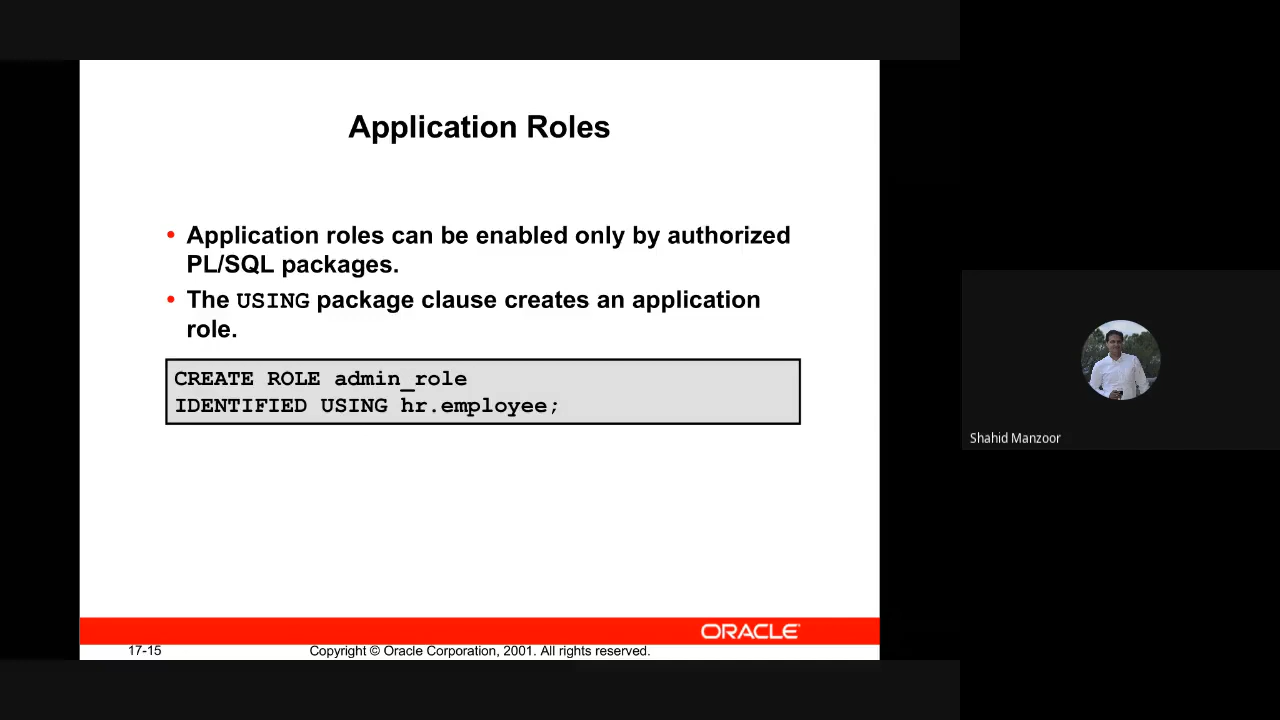 Application Roles
• Application roles can be enabled only by authorized
PL/SQL packages.
• The USING package clause creates an application
role.
CREATE ROLE admin_role
IDENTIFIED USING hr.employee;
Shahid Manzoor
ORACLE
17-15
Copyright © Oracle Corporation, 2001. All rights reserved.